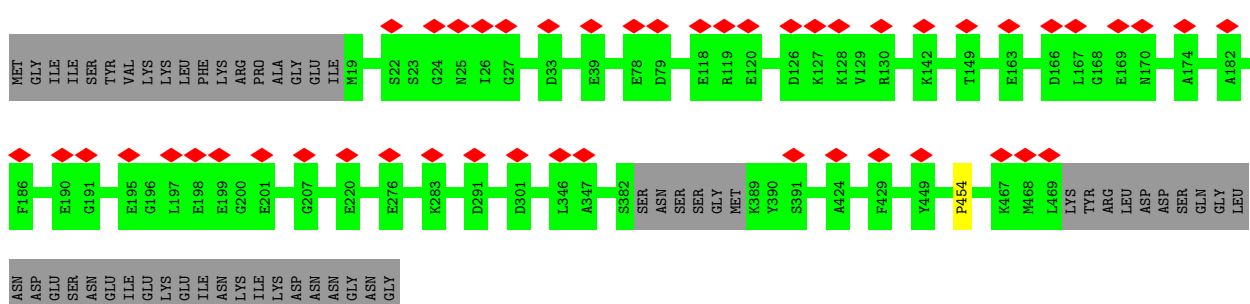 MET GLY ILE ILE SER TYR VAL LYS LYS LEU PHE LYS ARG PRO ALA GLY GLU ILE M19 S22 S23 G24 N25 I26 G27 D33 E39 E78 D79 E118 R119 E120 D126 K127 K128 V129 R130 K142 T149 E163 D166 L167 G168 E169 N170 A174 A182
F186 E190 G191 E195 G196 L197 E198 E199 G200 E201 G207 E220 E276 K283 D291 D301 L346 A347 S382 SER ASN SER SER GLY MET K389 Y390 S391 A424 F429 Y449 P454 K467 M468 L469 LYS TYR ARG LEU ASP ASP SER GLN GLY LEU
ASN ASP GLU SER ASN GLU ILE GLU LYS GLU ILE ASN LYS ILE LYS ASP ASN ASN GLY ASN GLY